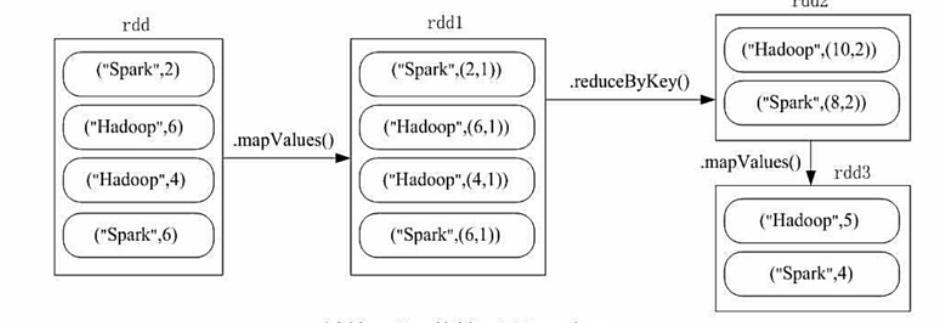 rdd
("Spark",2)
("Hadoop",6)
("Hadoop",4)
("Spark",6)
.mapValues()
rdd1
("Spark",(2,1))
("Hadoop",(6,1))
("Hadoop",(4,1))
("Spark",(6,1))
.reduceByKey()
rdd2
("Hadoop",(10,2))
("Spark",(8,2))
.mapValues()
rdd3
("Hadoop",5)
("Spark",4)